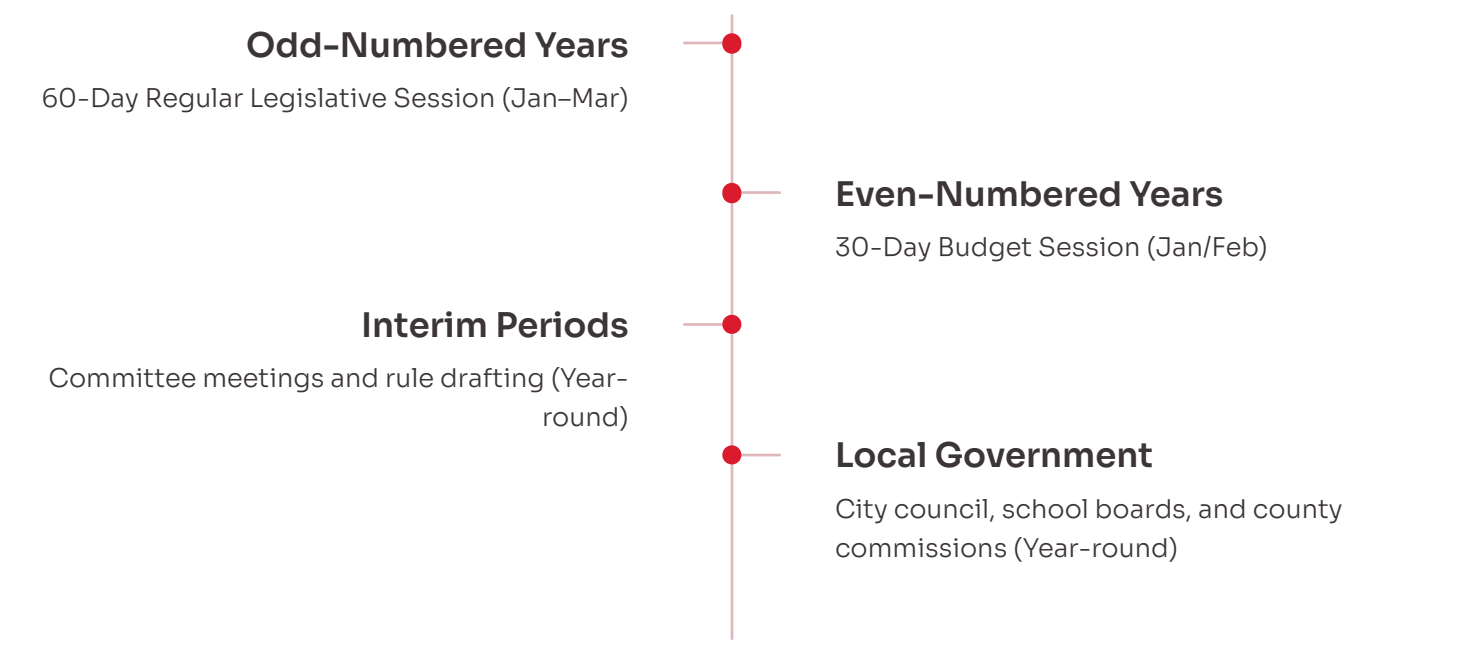 Odd-Numbered Years
60-Day Regular Legislative Session (Jan–Mar)
Even-Numbered Years
30-Day Budget Session (Jan/Feb)
Interim Periods
Committee meetings and rule drafting (Year-
round)
Local Government
City council, school boards, and county
commissions (Year-round)